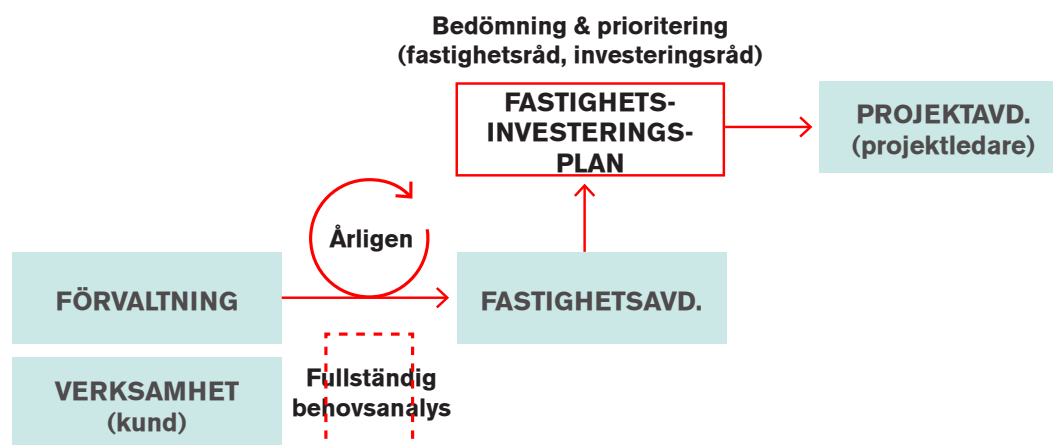 Bedömning & prioritering
(fastighetsråd, investeringsråd)
FASTIGHETS-
INVESTERINGS-
PLAN
PROJEKTAVD.
(projektledare)
Årligen
FÖRVALTNING
FASTIGHETSAVD.
VERKSAMHET
(kund)
Fullständig
behovsanalys